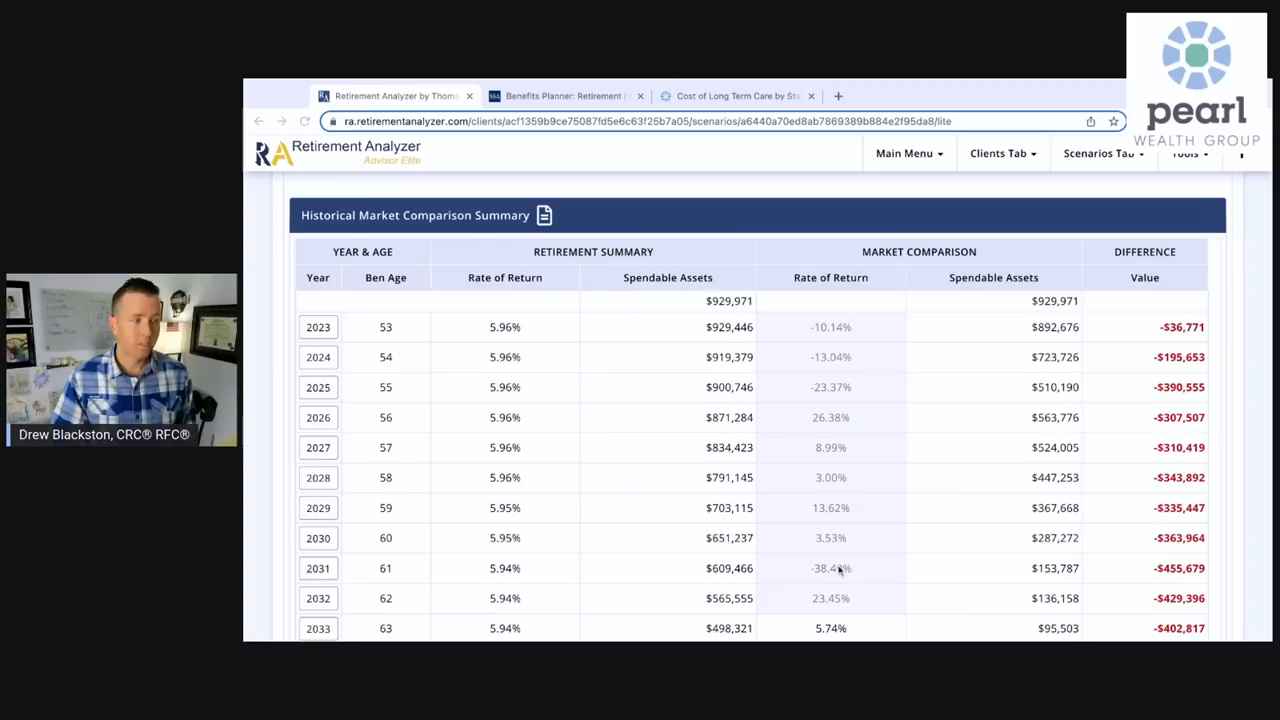 pearl
WEALTH GROUP
Retirement Analyzer by Thom
Benefits Planner: Retirement |
Cost of Long Term Care by Sta
ra.retirementanalyzer.com/clients/acf1359b9ce75087fd5e6c63f25b7a05/scenarios/a6440a70ed8ab7869389b884e2f95da8/lite
RA Retirement Analyzer
Advisor Elite
Main Menu
Clients Tab
Scenarios Tab
Tools
Historical Market Comparison Summary
YEAR & AGE RETIREMENT SUMMARY MARKET COMPARISON DIFFERENCE
Year Ben Age Rate of Return Spendable Assets Rate of Return Spendable Assets Value
$929,971 $929,971
2023 53 5.96% $929,446 -10.14% $892,676 -$36,771
2024 54 5.96% $919,379 -13.04% $723,726 -$195,653
2025 55 5.96% $900,746 -23.37% $510,190 -$390,555
2026 56 5.96% $871,284 26.38% $563,776 -$307,507
2027 57 5.96% $834,423 8.99% $524,005 -$310,419
2028 58 5.96% $791,145 3.00% $447,253 -$343,892
2029 59 5.95% $703,115 13.62% $367,668 -$335,447
2030 60 5.95% $651,237 3.53% $287,272 -$363,964
2031 61 5.94% $609,466 $153,787 -$455,679
2032 62 5.94% $565,555 23.45% $136,158 -$429,396
2033 63 5.94% $498,321 5.74% $95,503 -$402,817
Drew Blackston, CRC® RFC®